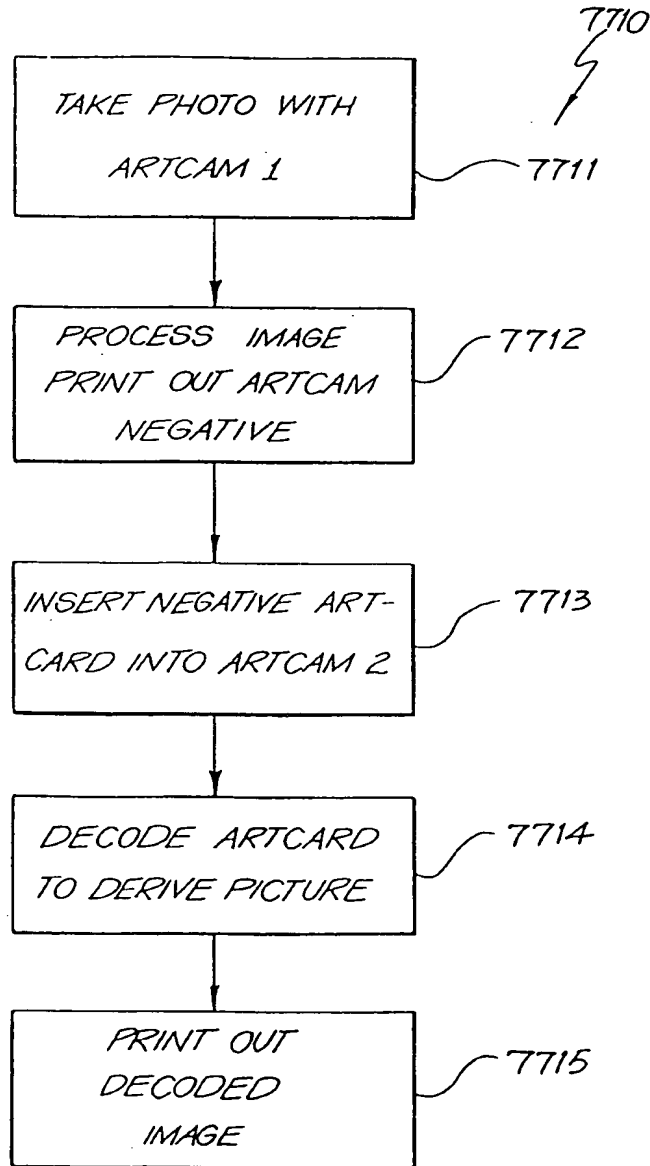 7710
TAKE PHOTO WITH
ARTCAM 1
7711
PROCESS IMAGE
PRINT OUT ARTCAM
NEGATIVE
7712
INSERT NEGATIVE ART-
CARD INTO ARTCAM 2
7713
DECODE ARTCARD
TO DERIVE PICTURE
7714
PRINT OUT
DECODED
IMAGE
7715